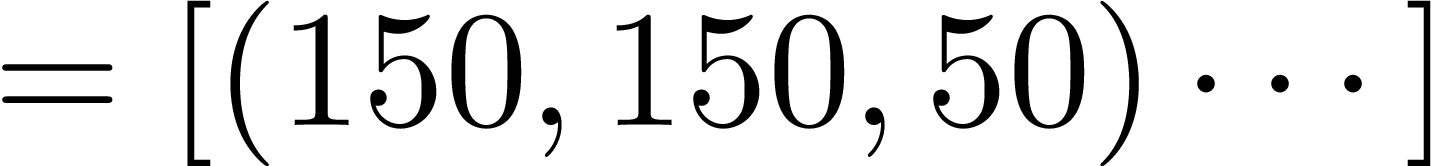 = [(150, 150, 50) ··· ]